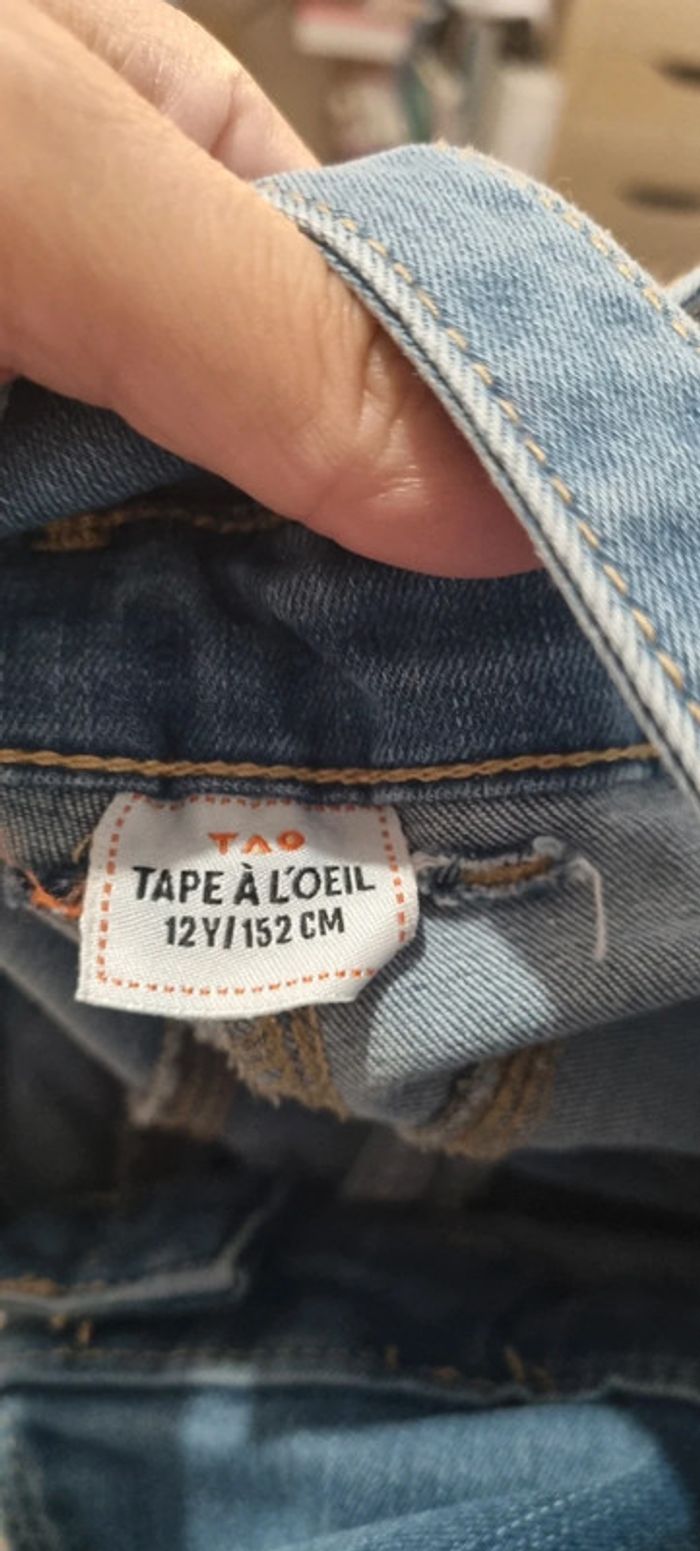 TAO
TAPE À L'OEIL
12Y/152 CM